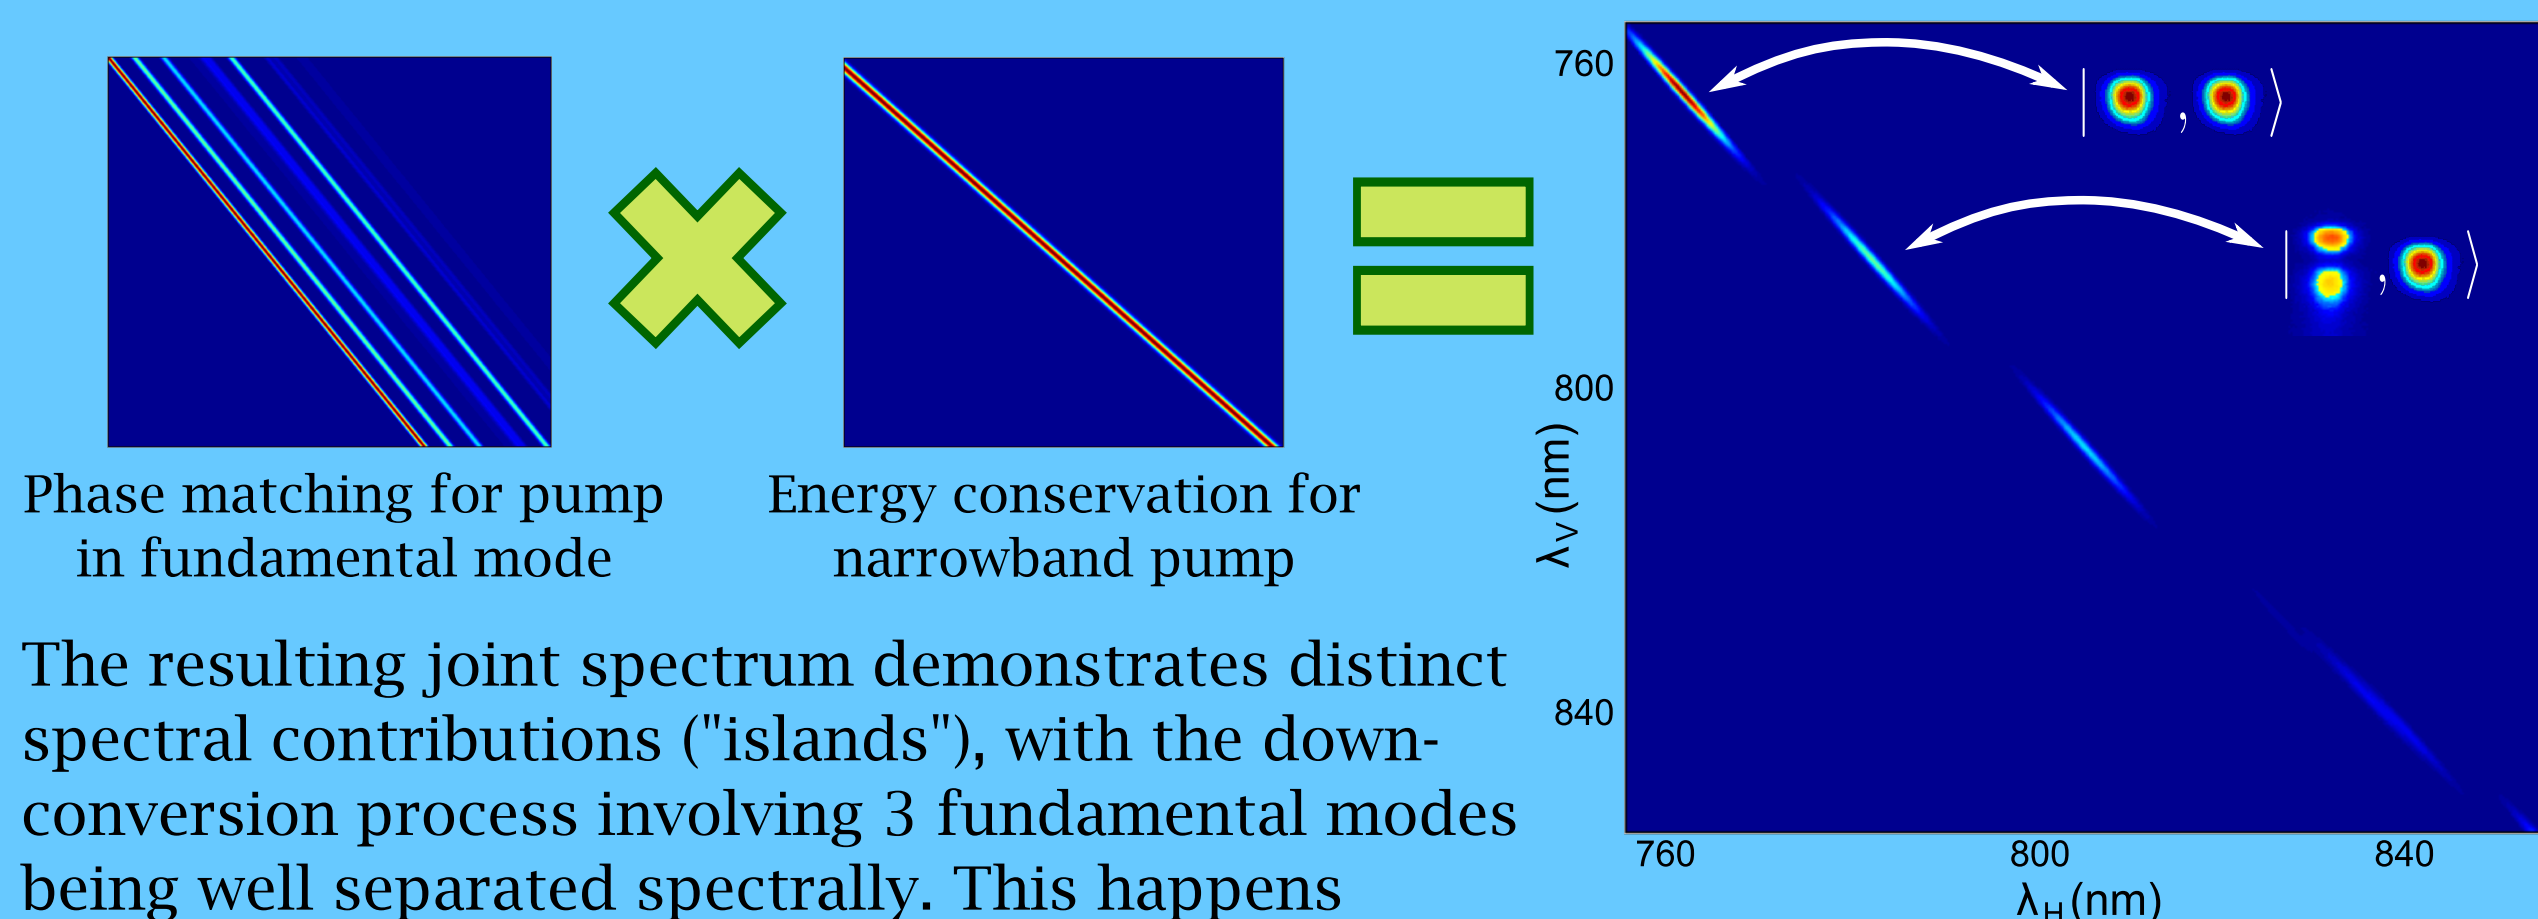 Phase matching for pump
in fundamental mode
Energy conservation for
narrowband pump
The resulting joint spectrum demonstrates distinct
spectral contributions ("islands"), with the down-
conversion process involving 3 fundamental modes
being well separated spectrally. This happens
760
800
840
λV (nm)
760 800 840
λH (nm)
| , ⟩
| , ⟩